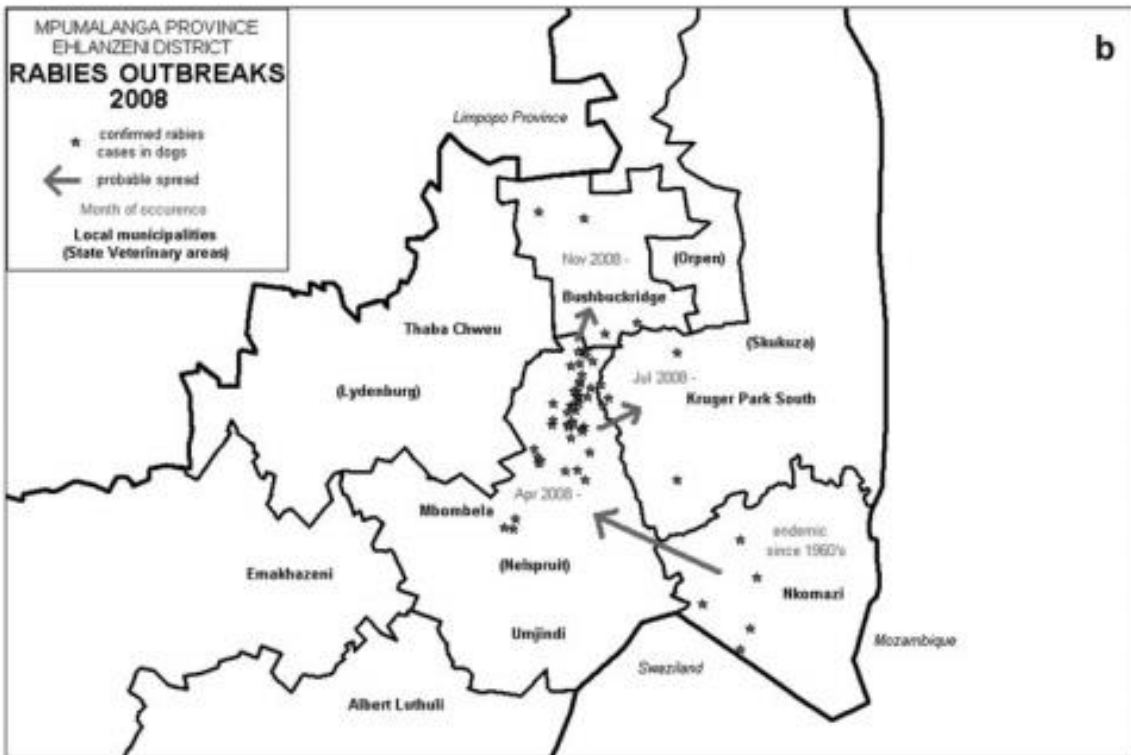 MPUMALANGA PROVINCE
EHLANZENI DISTRICT
RABIES OUTBREAKS
2008
confirmed rabies
cases in dogs
probable spread
Month of occurence
Local municipalities
(State Veterinary areas)
b
Limpopo Province
Nov 2008 -
(Orpen)
Bushbuckridge
Thaba Chweu
(Skukuza)
Jul 2008 -
(Lydenburg)
Kruger Park South
Apr 2008 -
Mbombela
endemic
since 1960's
(Nelspruit)
Emakhazeni
Nkomazi
Umjindi
Mozambique
Swaziland
Albert Luthuli